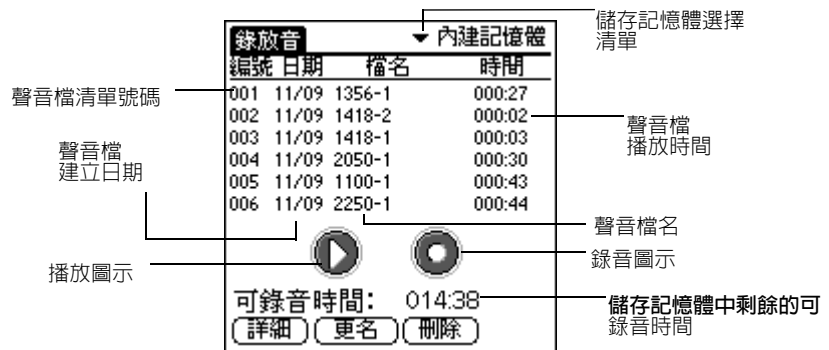 儲存記憶體選擇
清單
錄放音
內建記憶體
編號 日期 檔名 時間
001 11/09 1356-1 000:27
002 11/09 1418-2 000:02
003 11/09 1418-1 000:03
004 11/09 2050-1 000:30
005 11/09 1100-1 000:43
006 11/09 2250-1 000:44
聲音檔清單號碼
聲音檔
播放時間
聲音檔
建立日期
聲音檔名
播放圖示
錄音圖示
可錄音時間: 014:38
詳細 更名 刪除
儲存記憶體中剩餘的可
錄音時間